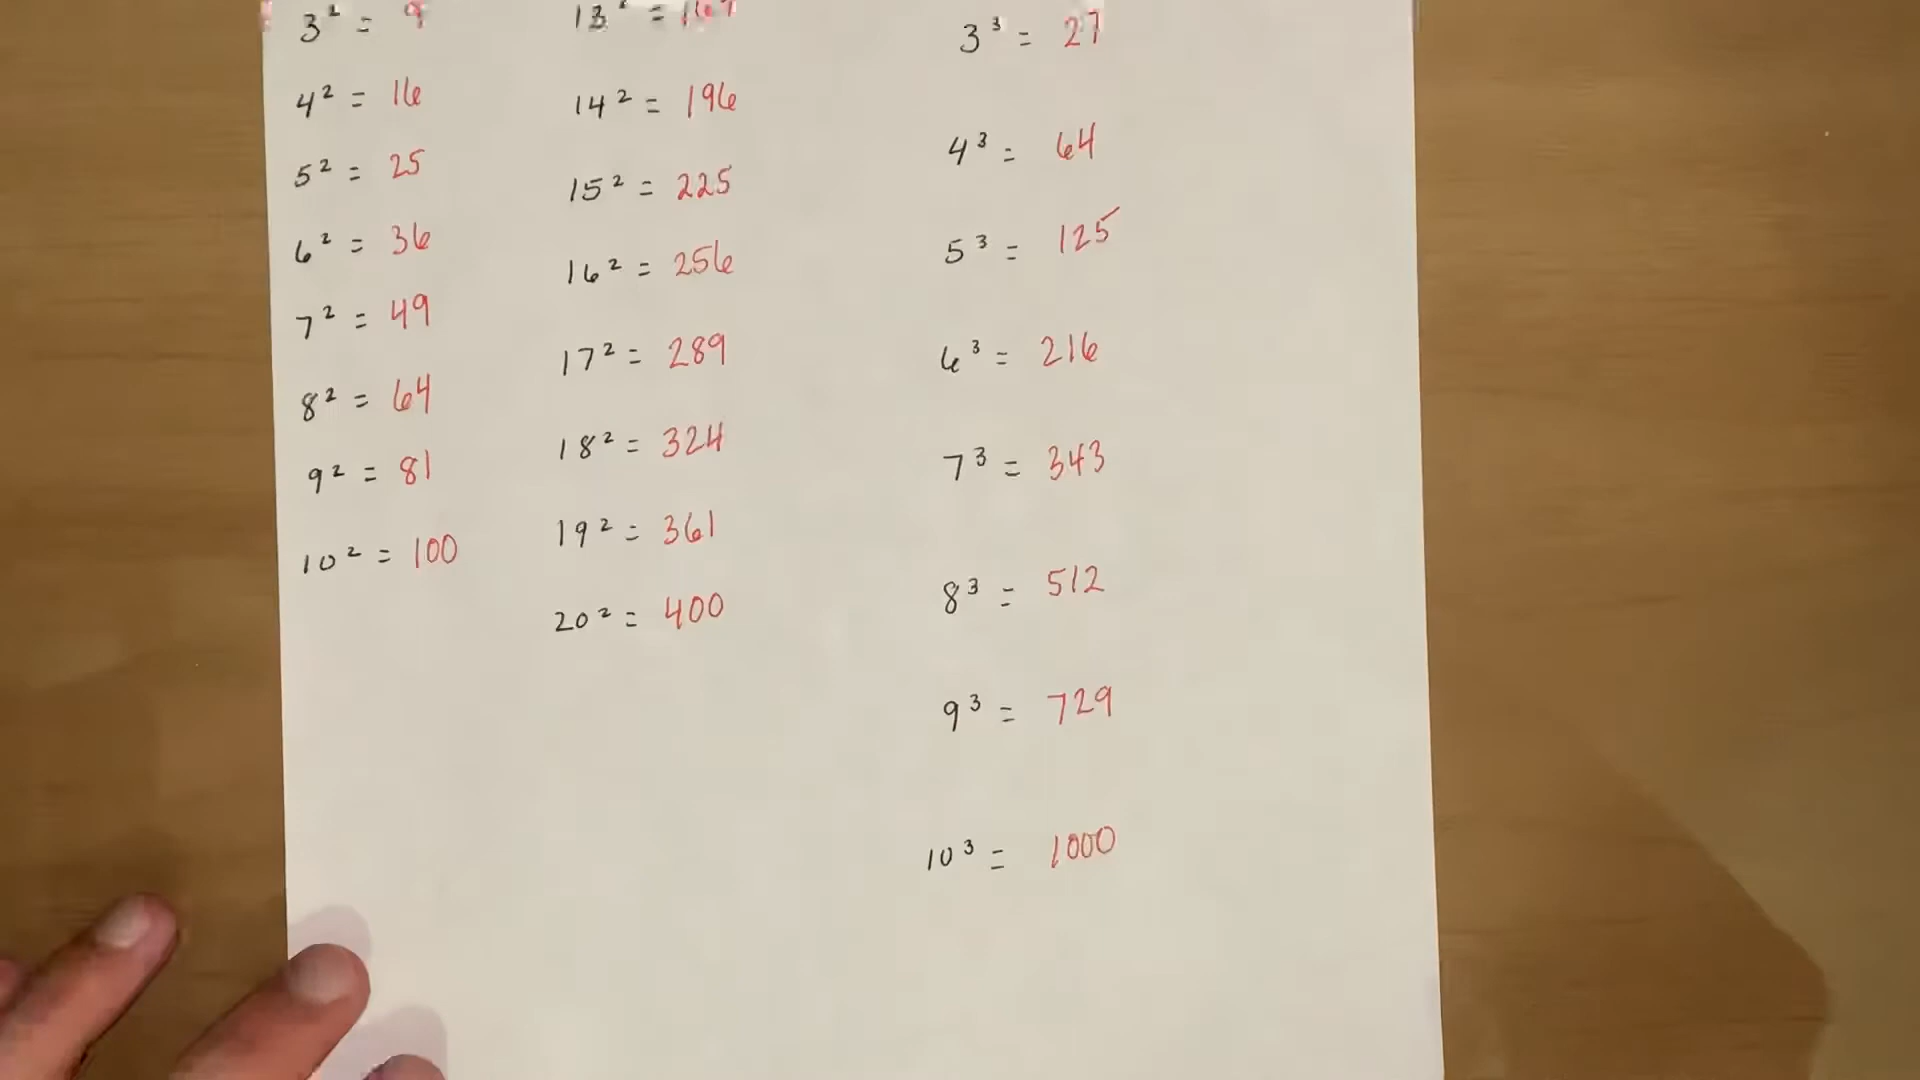 3² = 9
4² = 16
5² = 25
6² = 36
7² = 49
8² = 64
9² = 81
10² = 100
13² =
14² = 196
15² = 225
16² = 256
17² = 289
18² = 324
19² = 361
20² = 400
3³ = 27
4³ = 64
5³ = 125
6³ = 216
7³ = 343
8³ = 512
9³ = 729
10³ = 1000